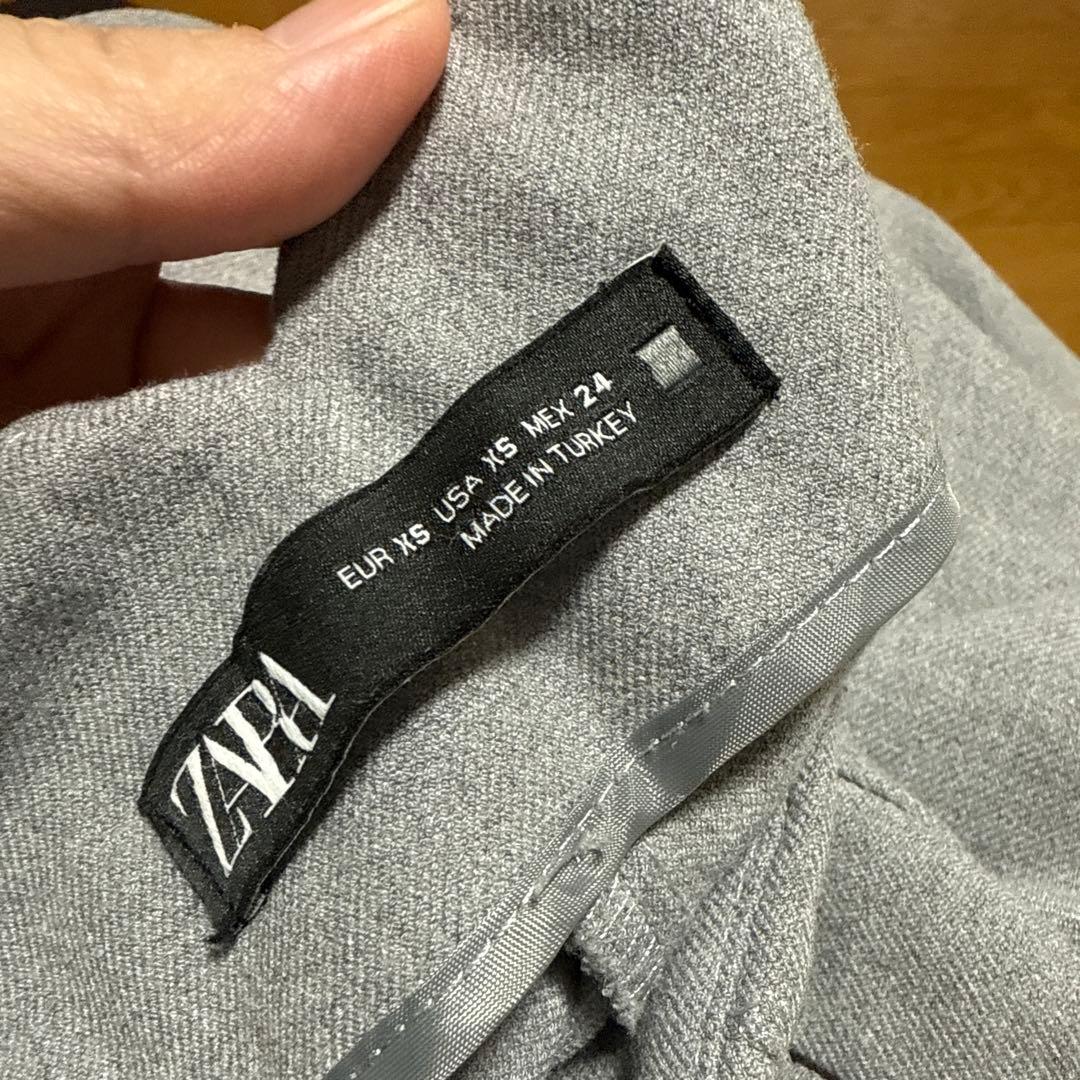 ZARA
EUR XS USA XS MEX 24
MADE IN TURKEY